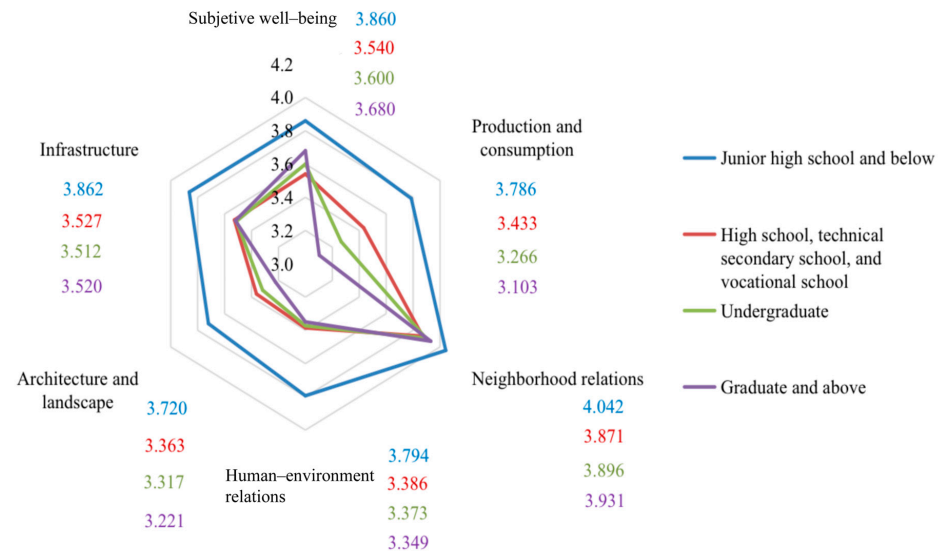 Subjetive well–being
3.860
3.540
3.600
3.680
4.2
4.0
3.8
3.6
3.4
3.2
3.0
Production and
consumption
3.786
3.433
3.266
3.103
Neighborhood relations
4.042
3.871
3.896
3.931
Human–environment
relations
3.794
3.386
3.373
3.349
Architecture and
landscape
3.720
3.363
3.317
3.221
Infrastructure
3.862
3.527
3.512
3.520
Junior high school and below
High school, technical
secondary school, and
vocational school
Undergraduate
Graduate and above